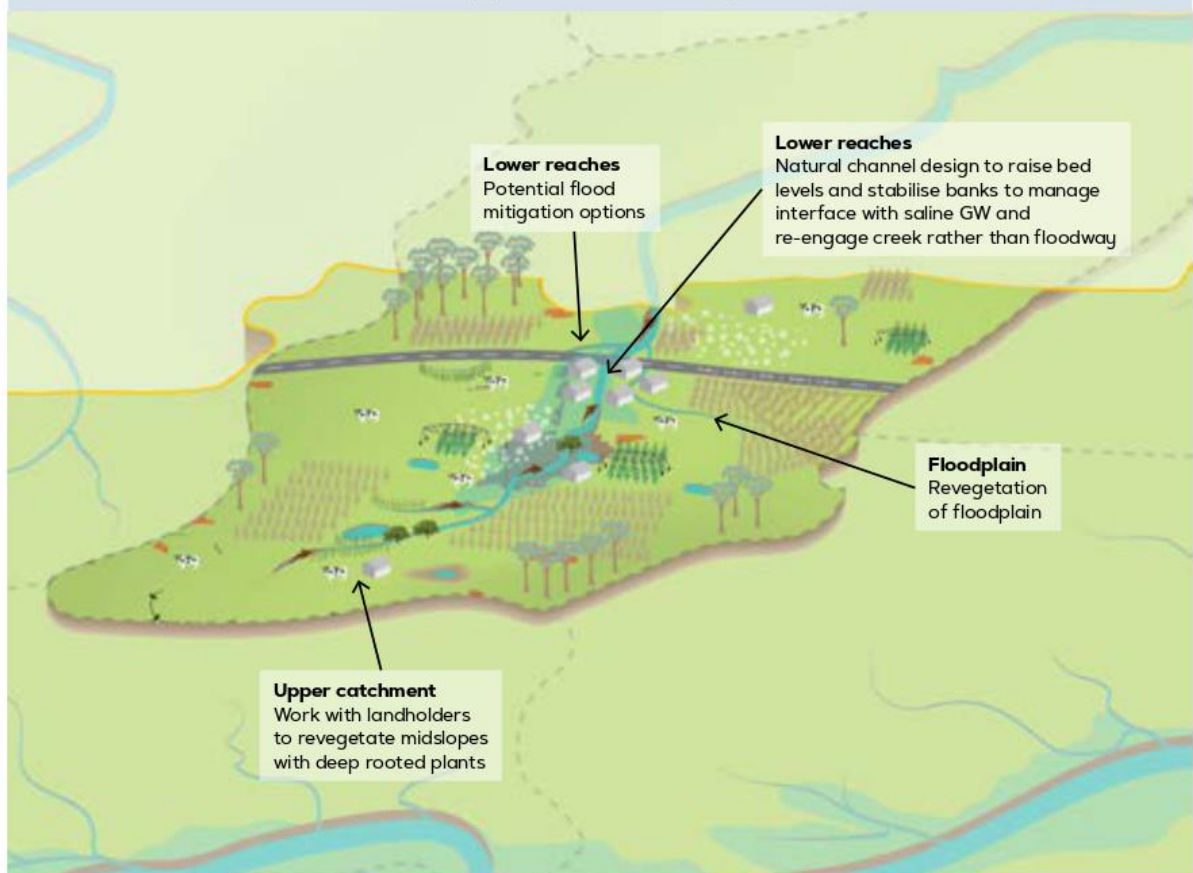 Lower reaches
Potential flood
mitigation options
Lower reaches
Natural channel design to raise bed
levels and stabilise banks to manage
interface with saline GW and
re-engage creek rather than floodway
Floodplain
Revegetation
of floodplain
Upper catchment
Work with landholders
to revegetate midslopes
with deep rooted plants